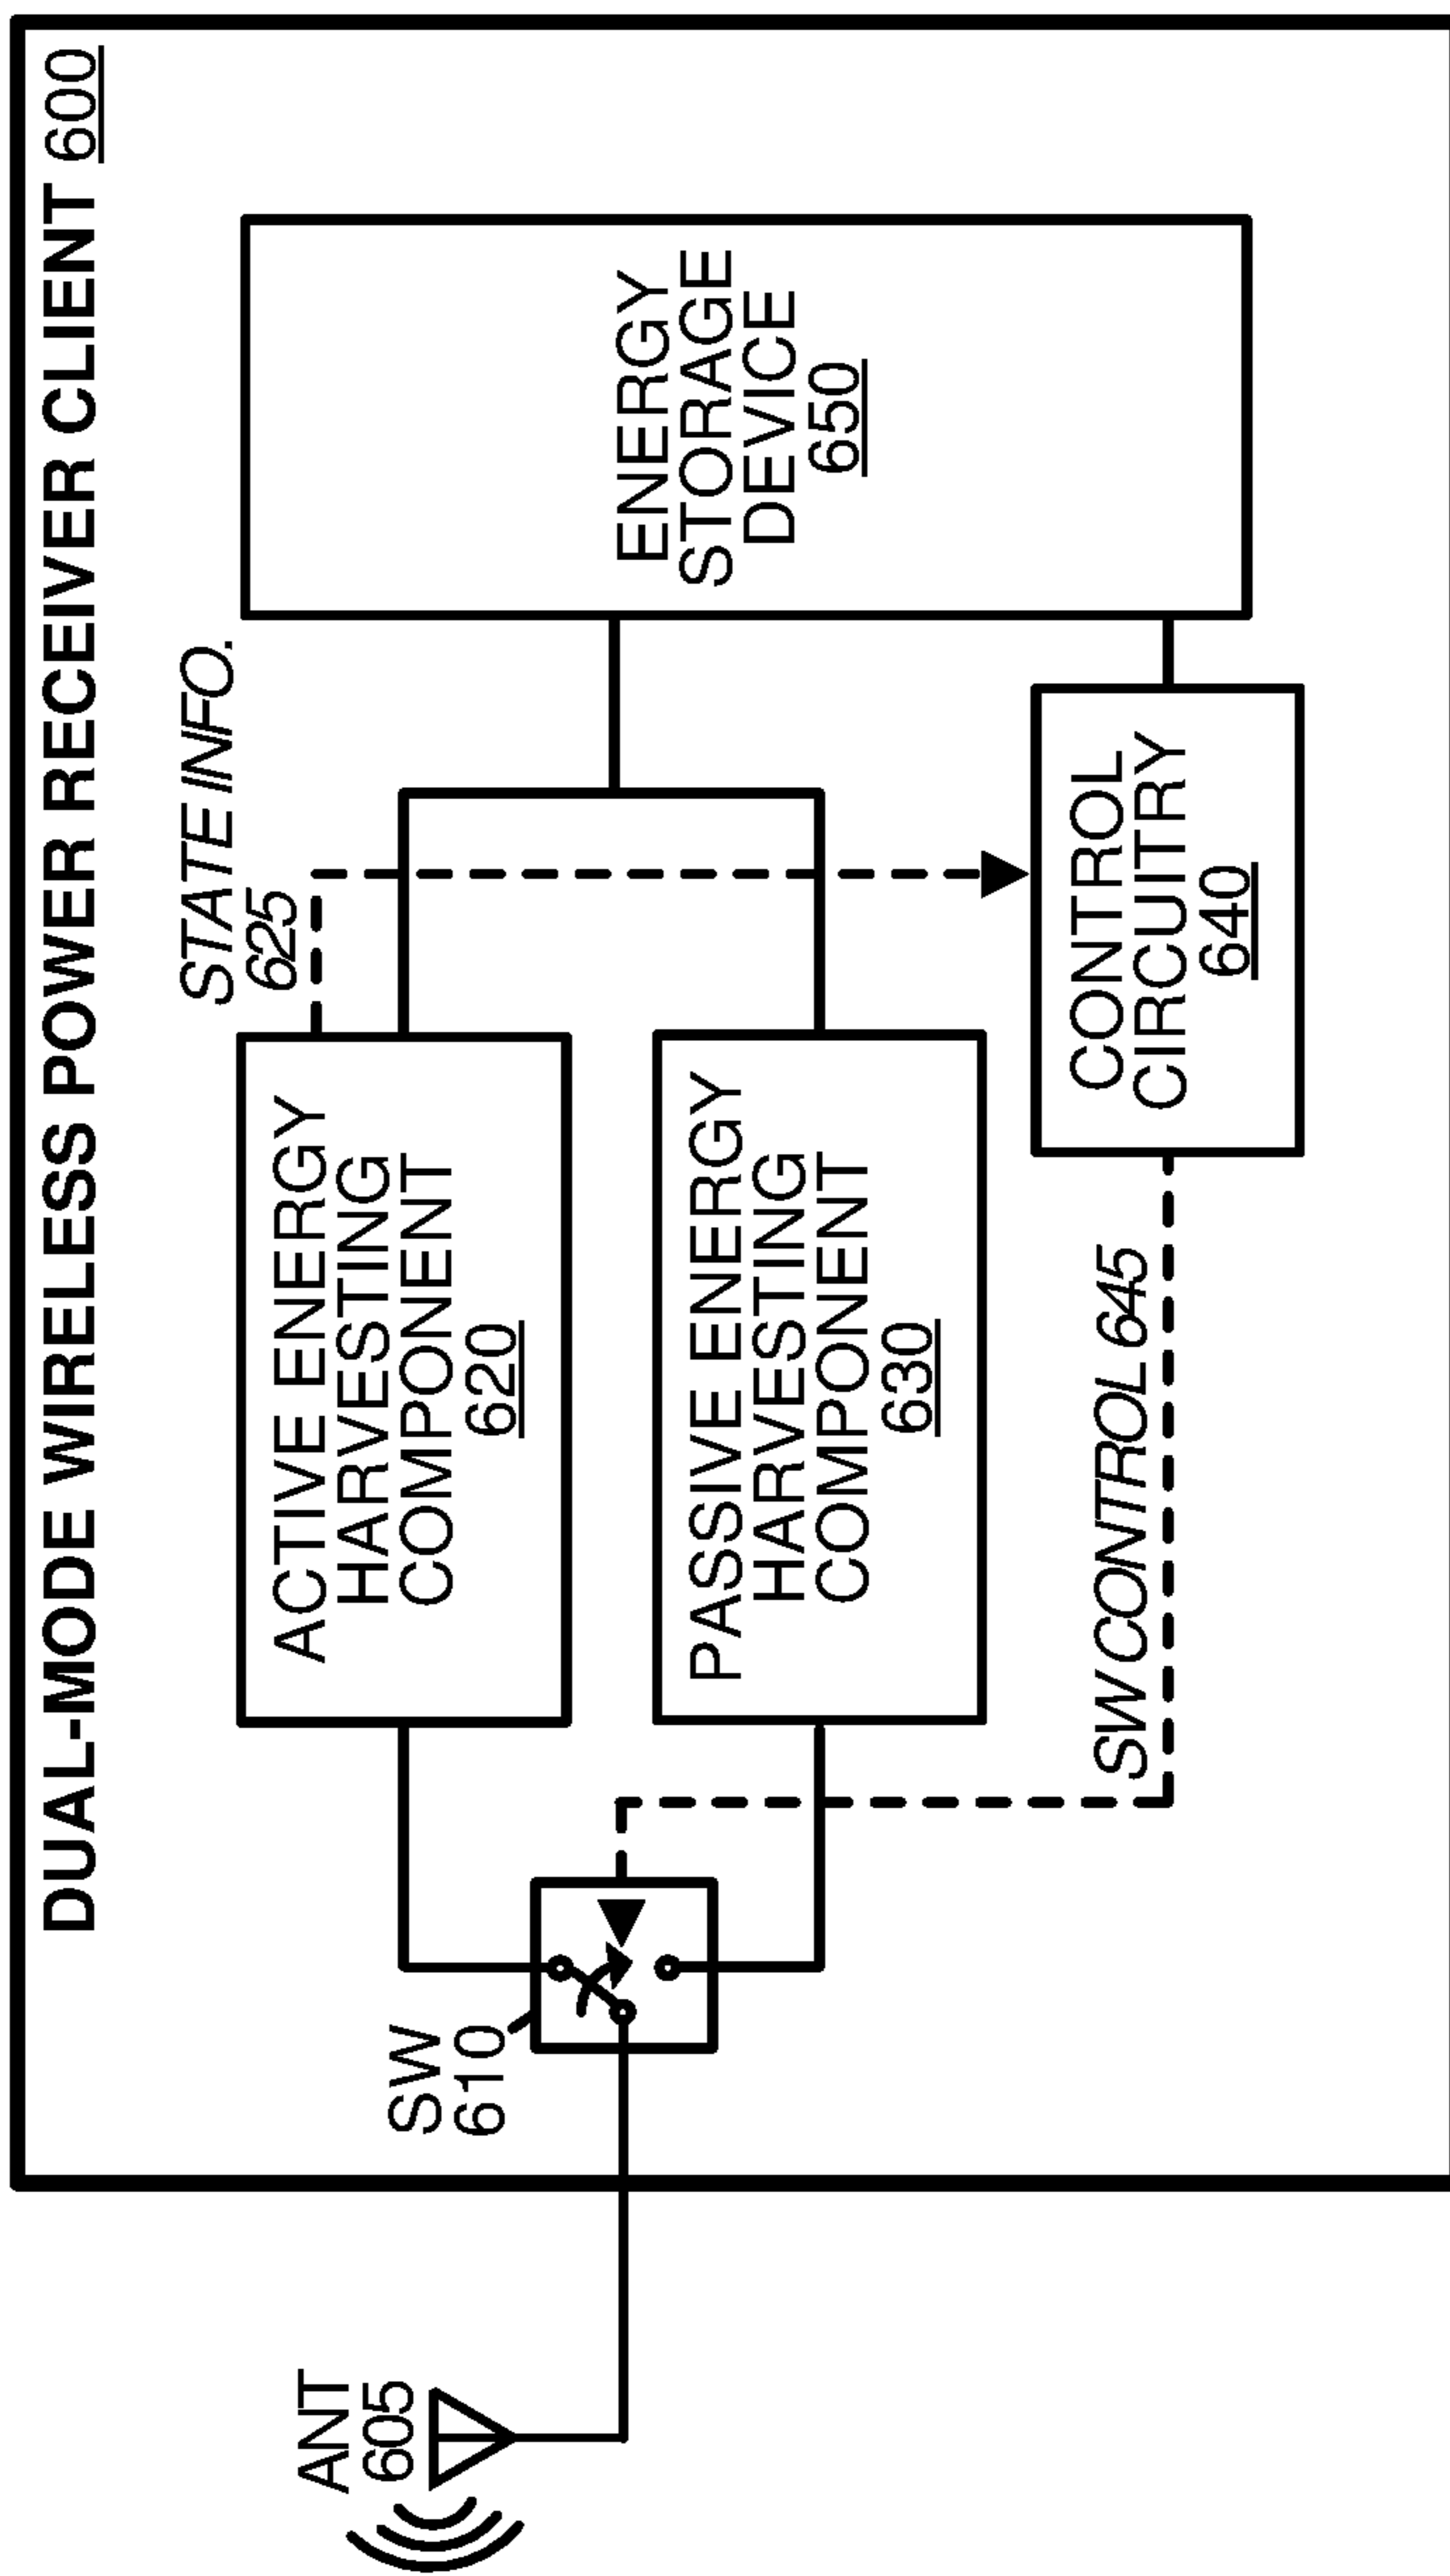 DUAL-MODE WIRELESS POWER RECEIVER CLIENT 600
STATE INFO.
625
ANT
605
SW
610
ACTIVE ENERGY
HARVESTING
COMPONENT
620
PASSIVE ENERGY
HARVESTING
COMPONENT
630
ENERGY
STORAGE
DEVICE
650
SW CONTROL 645
CONTROL
CIRCUITRY
640